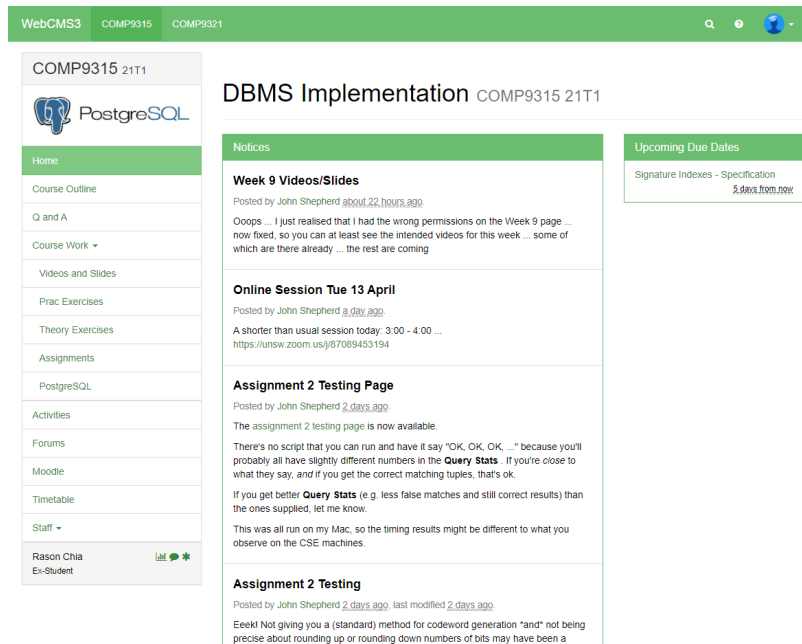 WebCMS3 COMP9315 COMP9321
COMP9315 21T1
PostgreSQL
Home
Course Outline
Q and A
Course Work
Videos and Slides
Prac Exercises
Theory Exercises
Assignments
PostgreSQL
Activities
Forums
Moodle
Timetable
Staff
Rason Chia
Ex-Student
DBMS Implementation COMP9315 21T1
Notices
Week 9 Videos/Slides
Posted by John Shepherd about 22 hours ago.
Ooops ... I just realised that I had the wrong permissions on the Week 9 page ...
now fixed, so you can at least see the intended videos for this week ... some of
which are there already ... the rest are coming
Online Session Tue 13 April
Posted by John Shepherd a day ago.
A shorter than usual session today: 3:00 - 4:00 ...
https://unsw.zoom.us/j/87089453194
Assignment 2 Testing Page
Posted by John Shepherd 2 days ago.
The assignment 2 testing page is now available.
There's no script that you can run and have it say "OK, OK, OK, ..." because you'll
probably all have slightly different numbers in the Query Stats . If you're close to
what they say, and if you get the correct matching tuples, that's ok.
If you get better Query Stats (e.g. less false matches and still correct results) than
the ones supplied, let me know.
This was all run on my Mac, so the timing results might be different to what you
observe on the CSE machines.
Assignment 2 Testing
Posted by John Shepherd 2 days ago, last modified 2 days ago.
Eeek! Not giving you a (standard) method for codeword generation *and* not being
precise about rounding up or rounding down numbers of bits may have been a
Upcoming Due Dates
Signature Indexes - Specification
5 days from now